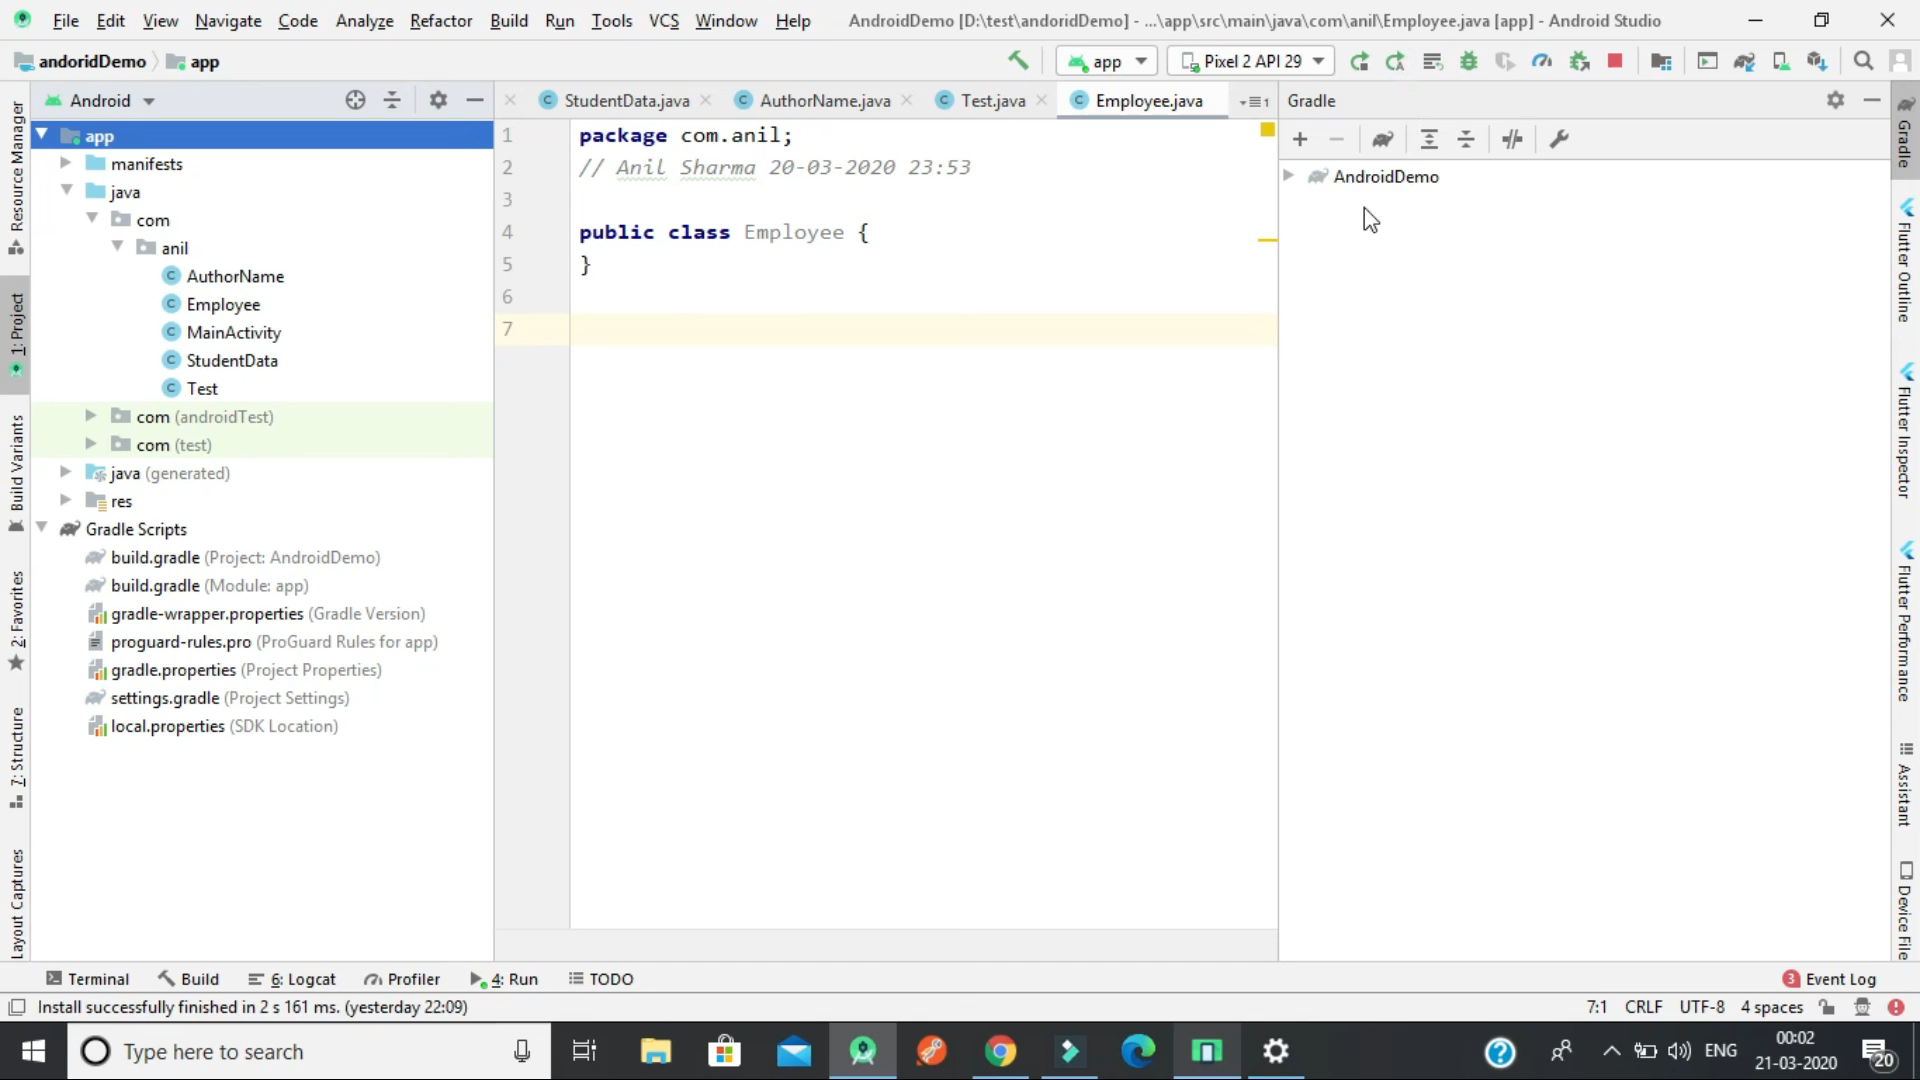 File Edit View Navigate Code Analyze Refactor Build Run Tools VCS Window Help AndroidDemo [D:\test\andoridDemo] - ...\app\src\main\java\com\anil\Employee.java [app] - Android Studio
andoridDemo app app Pixel 2 API 29
Android StudentData.java AuthorName.java Test.java Employee.java 1 Gradle
app
manifests
java
com
anil
AuthorName
Employee
MainActivity
StudentData
Test
com (androidTest)
com (test)
java (generated)
res
Gradle Scripts
build.gradle (Project: AndroidDemo)
build.gradle (Module: app)
gradle-wrapper.properties (Gradle Version)
proguard-rules.pro (ProGuard Rules for app)
gradle.properties (Project Properties)
settings.gradle (Project Settings)
local.properties (SDK Location)
1 package com.anil;
2 // Anil Sharma 20-03-2020 23:53
3
4 public class Employee {
5 }
6
7
AndroidDemo
Resource Manager
1: Project
Build Variants
2: Favorites
7: Structure
Layout Captures
Gradle
Flutter Outline
Flutter Inspector
Flutter Performance
Assistant
Device File
Terminal Build 6: Logcat Profiler 4: Run TODO 3 Event Log
Install successfully finished in 2 s 161 ms. (yesterday 22:09) 7:1 CRLF UTF-8 4 spaces
Type here to search ENG 00:02
21-03-2020 20